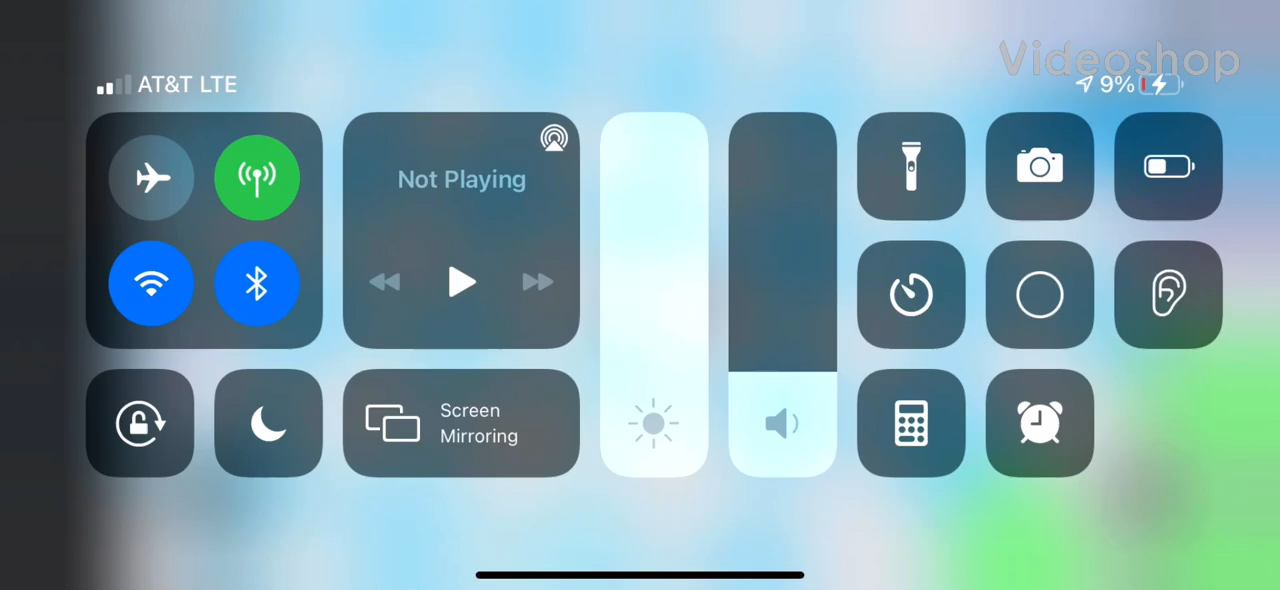 Videoshop
AT&T LTE
9%
Not Playing
Screen
Mirroring